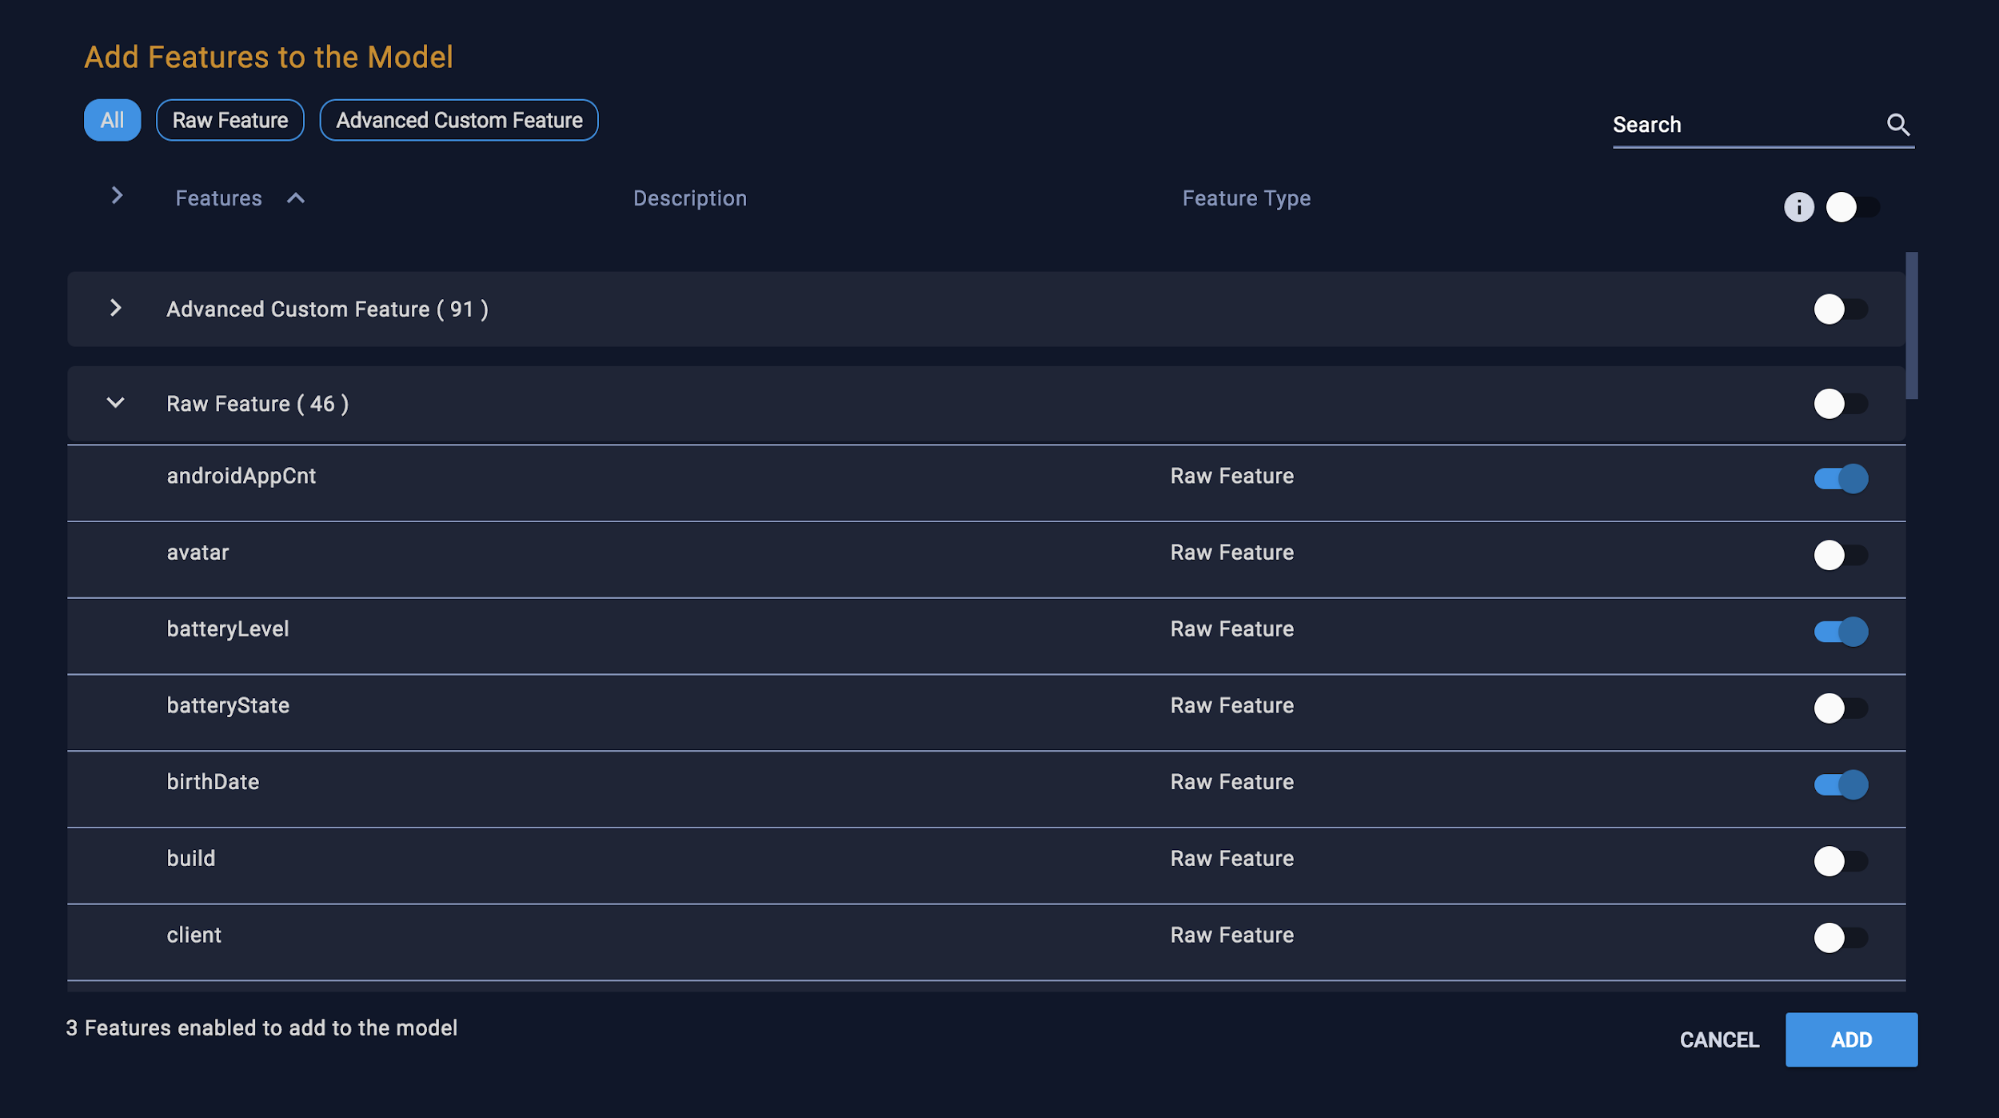 Add Features to the Model
All Raw Feature Advanced Custom Feature
Search
Features Description Feature Type
Advanced Custom Feature ( 91 )
Raw Feature ( 46 )
androidAppCnt Raw Feature
avatar Raw Feature
batteryLevel Raw Feature
batteryState Raw Feature
birthDate Raw Feature
build Raw Feature
client Raw Feature
3 Features enabled to add to the model
CANCEL ADD